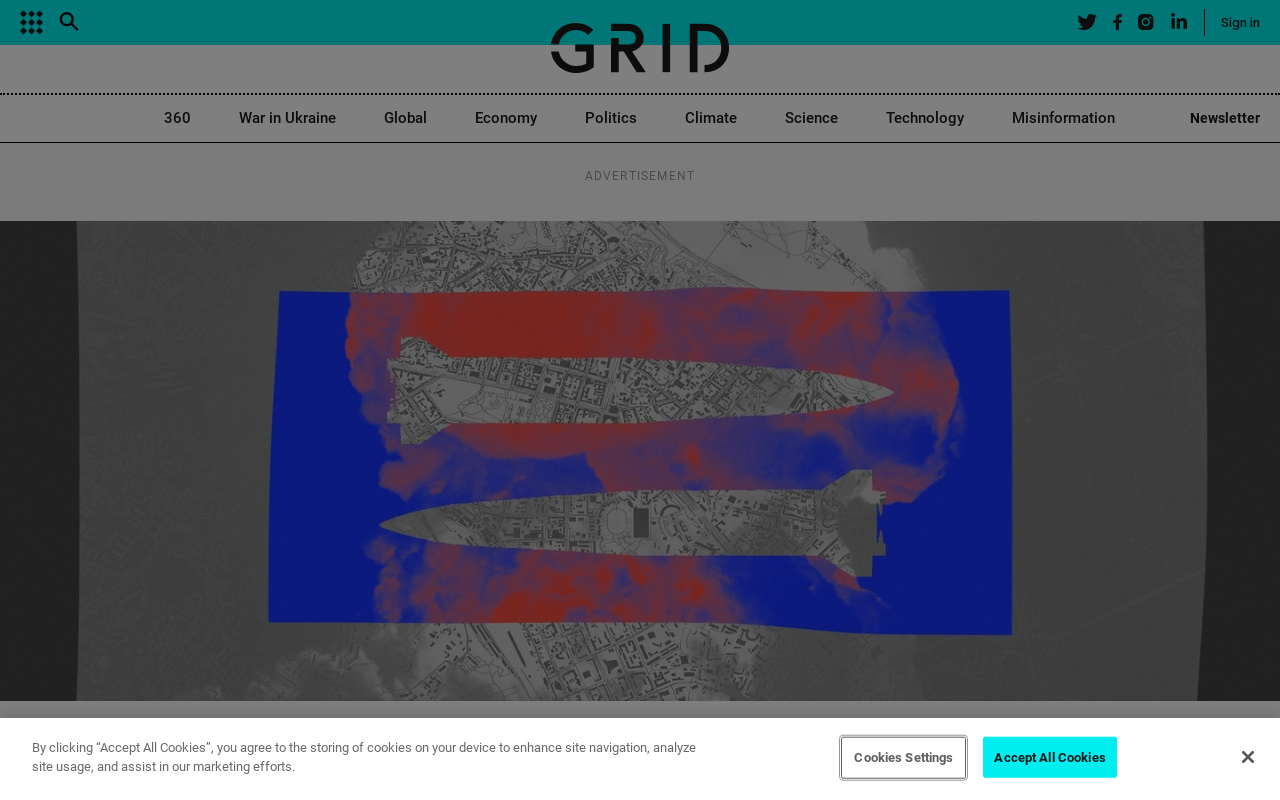 Sign in
GRID
360
War in Ukraine
Global
Economy
Politics
Climate
Science
Technology
Misinformation
Newsletter
ADVERTISEMENT
By clicking “Accept All Cookies”, you agree to the storing of cookies on your device to enhance site navigation, analyze
site usage, and assist in our marketing efforts.
Cookies Settings
Accept All Cookies